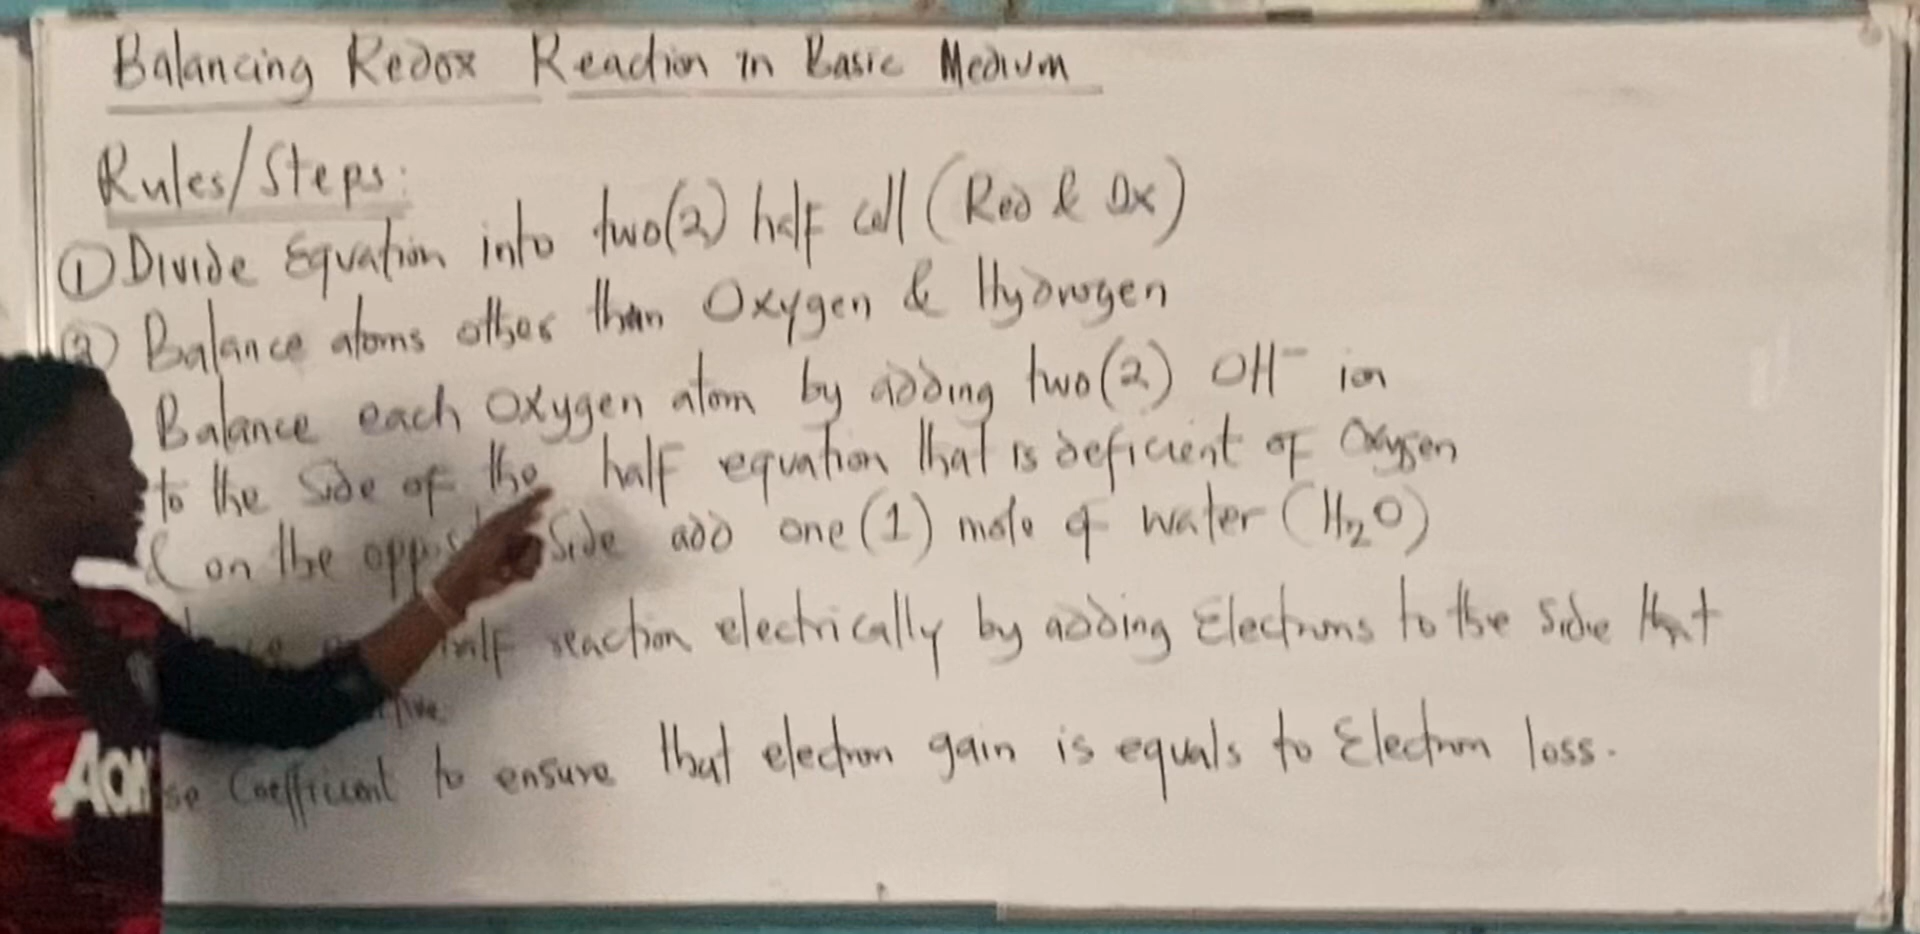 Balancing Redox Reaction in Basic Medium
Rules/Steps:
① Divide Equation into two(2) half cell (Red & Ox)
② Balance atoms other than Oxygen & Hydrogen
Balance each Oxygen atom by adding two(2) OH⁻ ion
to the side of the half equation that is deficient of Oxygen
& on the side add one (1) mole of water (H₂O)
half reaction electrically by adding Electrons to the side that
Coefficient to ensure that electron gain is equals to Electron loss.
AON